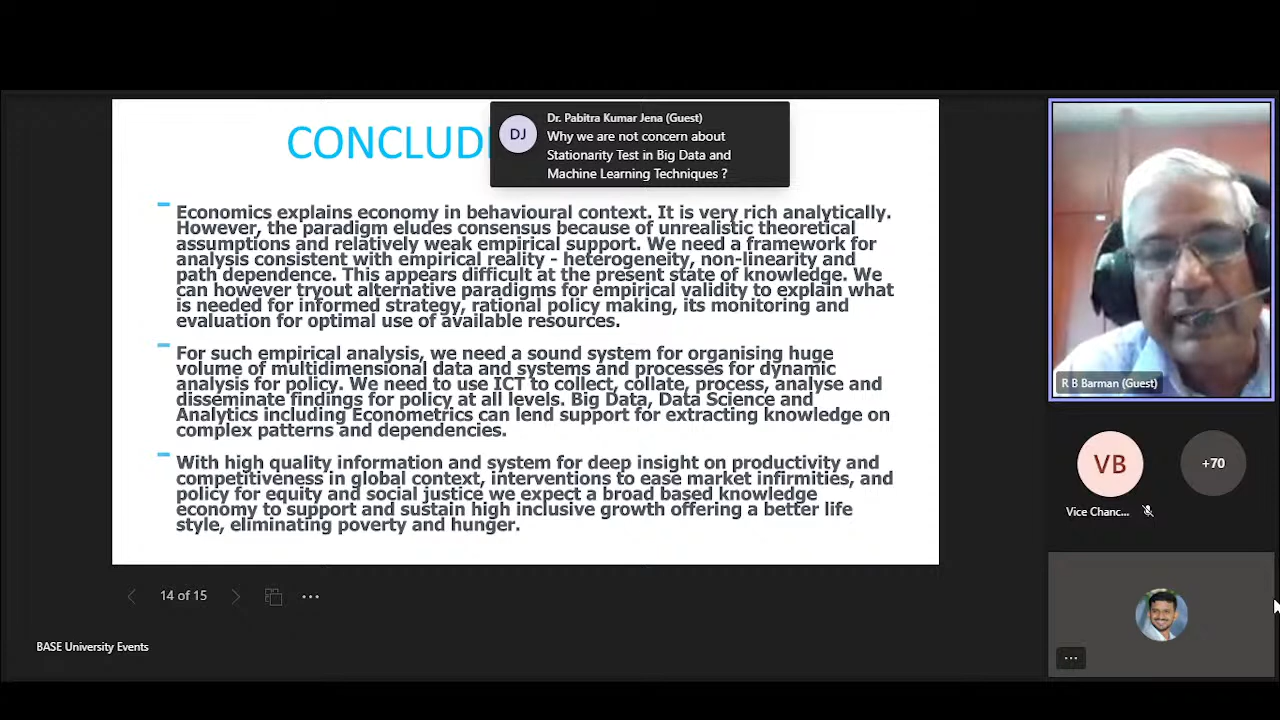 CONCLUD
DJ
Dr. Pabitra Kumar Jena (Guest)
Why we are not concern about
Stationarity Test in Big Data and
Machine Learning Techniques ?
Economics explains economy in behavioural context. It is very rich analytically.
However, the paradigm eludes consensus because of unrealistic theoretical
assumptions and relatively weak empirical support. We need a framework for
analysis consistent with empirical reality - heterogeneity, non-linearity and
path dependence. This appears difficult at the present state of knowledge. We
can however tryout alternative paradigms for empirical validity to explain what
is needed for informed strategy, rational policy making, its monitoring and
evaluation for optimal use of available resources.
For such empirical analysis, we need a sound system for organising huge
volume of multidimensional data and systems and processes for dynamic
analysis for policy. We need to use ICT to collect, collate, process, analyse and
disseminate findings for policy at all levels. Big Data, Data Science and
Analytics including Econometrics can lend support for extracting knowledge on
complex patterns and dependencies.
With high quality information and system for deep insight on productivity and
competitiveness in global context, interventions to ease market infirmities, and
policy for equity and social justice we expect a broad based knowledge
economy to support and sustain high inclusive growth offering a better life
style, eliminating poverty and hunger.
14 of 15
BASE University Events
R B Barman (Guest)
VB
+70
Vice Chanc...